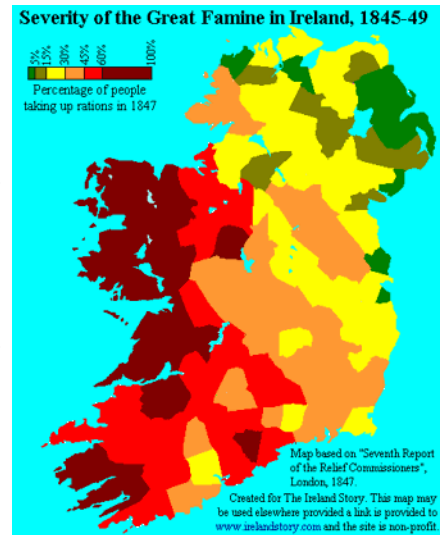 Severity of the Great Famine in Ireland, 1845-49
5% 15% 30% 45% 60% 100%
Percentage of people
taking up rations in 1847
Map based on "Seventh Report
of the Relief Commissioners",
London, 1847.
Created for The Ireland Story. This map may
be used elsewhere provided a link is provided to
www.irelandstory.com and the site is non-profit.